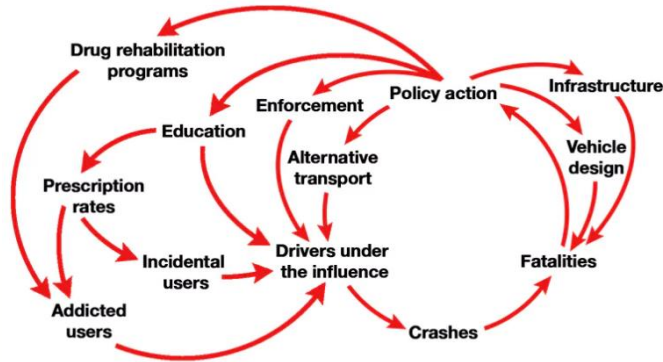 Drug rehabilitation
programs
Policy action
Infrastructure
Enforcement
Education
Alternative
transport
Vehicle
design
Prescription
rates
Incidental
users
Drivers under
the influence
Fatalities
Addicted
users
Crashes